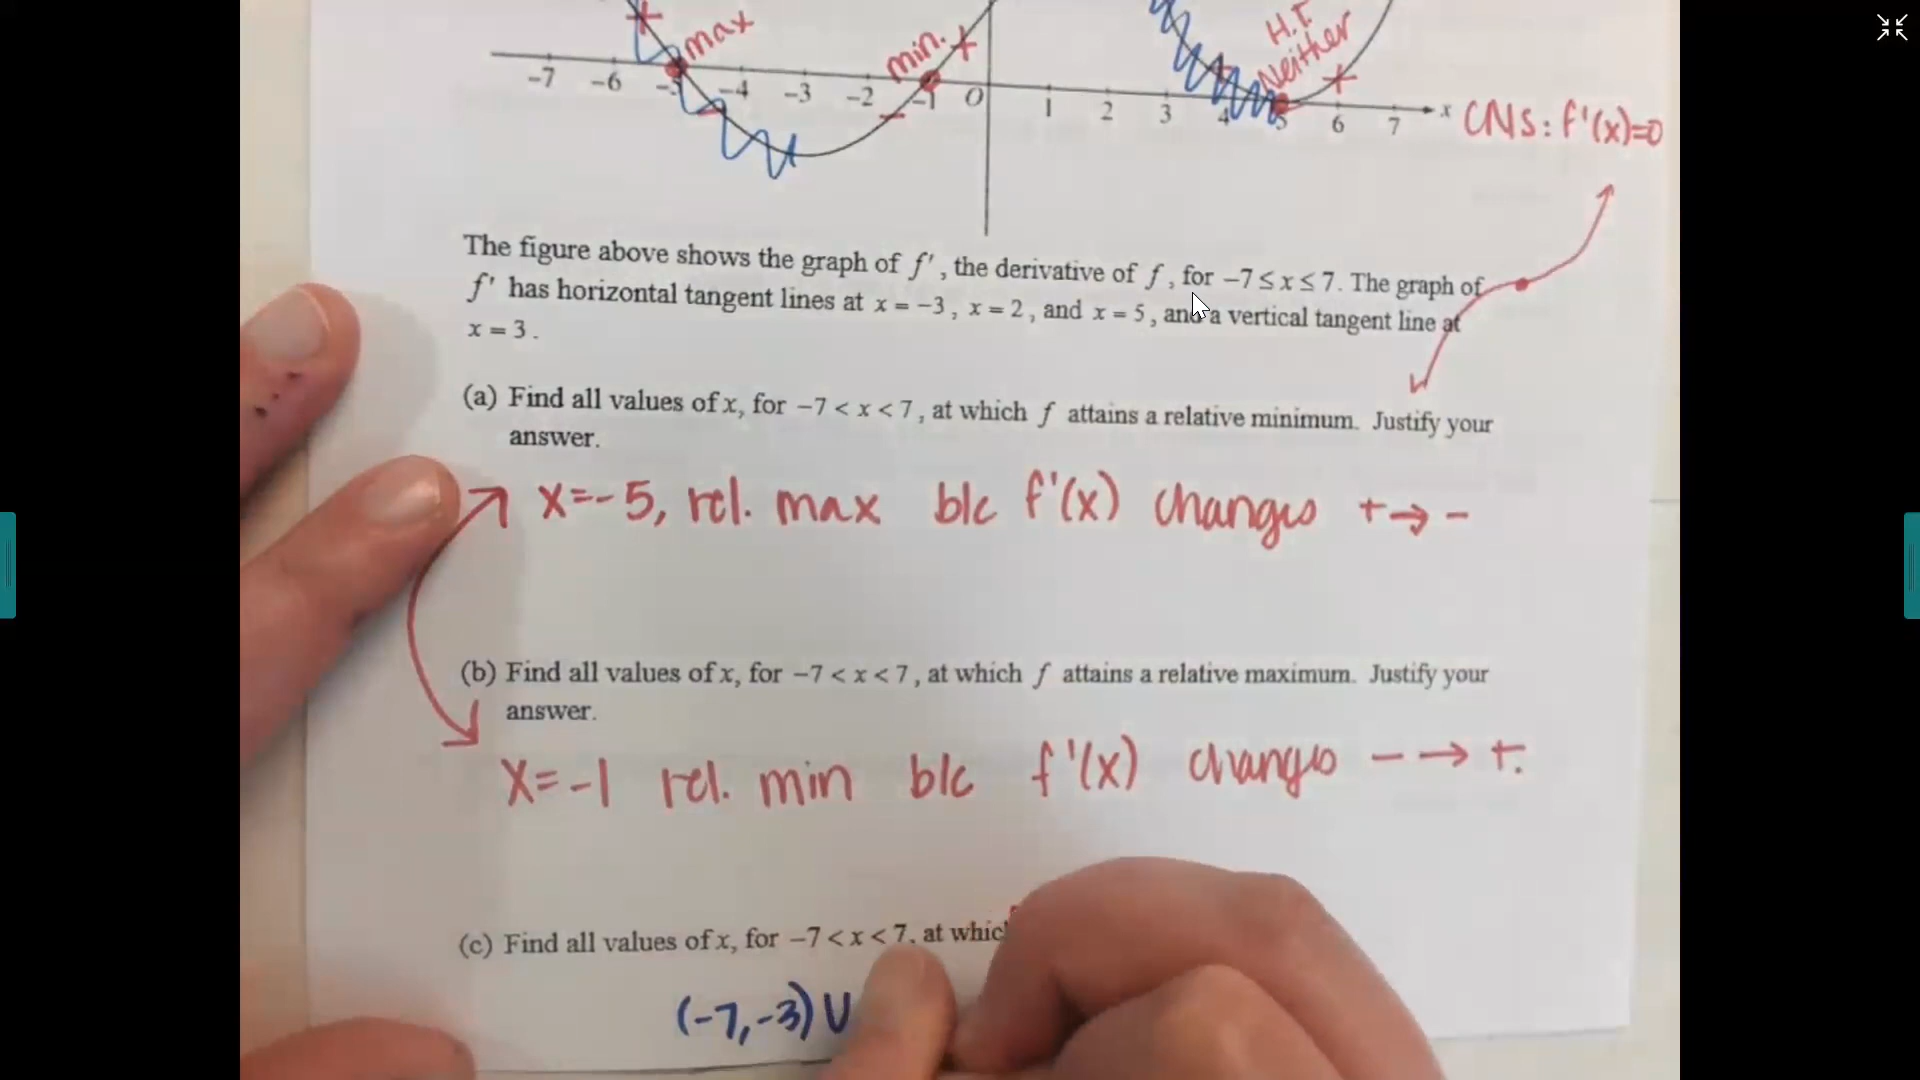 max
min.
H.T.
Neither
-7 -6 -5 -4 -3 -2 -1 O 1 2 3 4 5 6 7 x
CNS: f'(x)=0
The figure above shows the graph of f', the derivative of f, for -7 ≤ x ≤ 7. The graph of
f' has horizontal tangent lines at x = -3, x = 2, and x = 5, and a vertical tangent line at
x = 3.
(a) Find all values of x, for -7 < x < 7, at which f attains a relative minimum. Justify your
answer.
x=-5, rel. max b/c f'(x) changes + → -
(b) Find all values of x, for -7 < x < 7, at which f attains a relative maximum. Justify your
answer.
x=-1 rel. min b/c f'(x) changes - → +.
(c) Find all values of x, for -7 < x < 7, at
(-7,-3) U